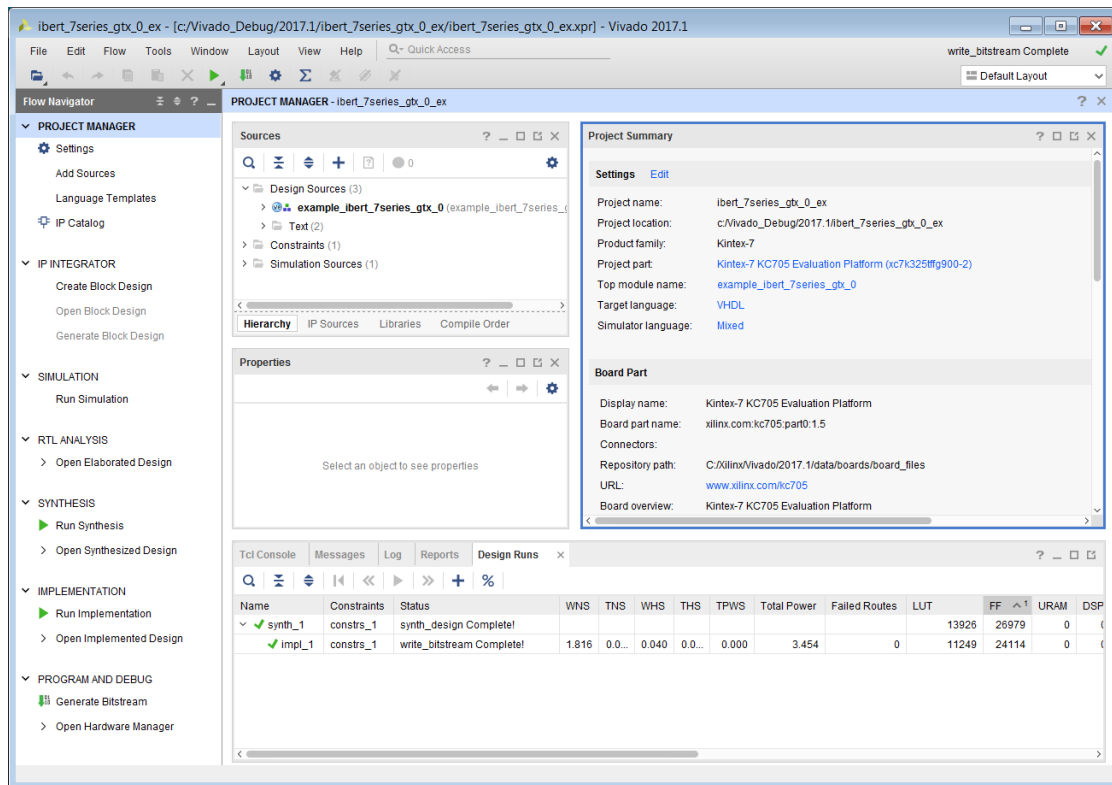 ibert_7series_gtx_0_ex - [c:/Vivado_Debug/2017.1/ibert_7series_gtx_0_ex/ibert_7series_gtx_0_ex.xpr] - Vivado 2017.1
File Edit Flow Tools Window Layout View Help Quick Access write_bitstream Complete
Default Layout
Flow Navigator
PROJECT MANAGER
Settings
Add Sources
Language Templates
IP Catalog
IP INTEGRATOR
Create Block Design
Open Block Design
Generate Block Design
SIMULATION
Run Simulation
RTL ANALYSIS
Open Elaborated Design
SYNTHESIS
Run Synthesis
Open Synthesized Design
IMPLEMENTATION
Run Implementation
Open Implemented Design
PROGRAM AND DEBUG
Generate Bitstream
Open Hardware Manager
PROJECT MANAGER - ibert_7series_gtx_0_ex
Sources
0
Design Sources (3)
example_ibert_7series_gtx_0 (example_ibert_7series_
Text (2)
Constraints (1)
Simulation Sources (1)
Hierarchy IP Sources Libraries Compile Order
Properties
Select an object to see properties
Project Summary
Settings Edit
Project name: ibert_7series_gtx_0_ex
Project location: c:/Vivado_Debug/2017.1/ibert_7series_gtx_0_ex
Product family: Kintex-7
Project part: Kintex-7 KC705 Evaluation Platform (xc7k325tffg900-2)
Top module name: example_ibert_7series_gtx_0
Target language: VHDL
Simulator language: Mixed
Board Part
Display name: Kintex-7 KC705 Evaluation Platform
Board part name: xilinx.com:kc705:part0:1.5
Connectors:
Repository path: C:/Xilinx/Vivado/2017.1/data/boards/board_files
URL: www.xilinx.com/kc705
Board overview: Kintex-7 KC705 Evaluation Platform
Tcl Console Messages Log Reports Design Runs
Name Constraints Status WNS TNS WHS THS TPWS Total Power Failed Routes LUT FF 1 URAM DSP
synth_1 constrs_1 synth_design Complete! 13926 26979 0
impl_1 constrs_1 write_bitstream Complete! 1.816 0.0... 0.040 0.0... 0.000 3.454 0 11249 24114 0